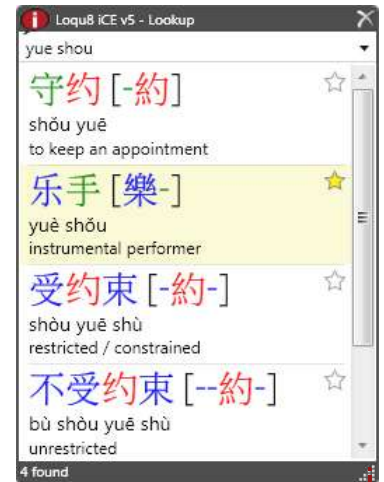 Loqu8 iCE v5 - Lookup
yue shou
守约 [-約]
shǒu yuē
to keep an appointment
乐手 [樂-]
yuè shǒu
instrumental performer
受约束 [-約-]
shòu yuē shù
restricted / constrained
不受约束 [--約-]
bù shòu yuē shù
unrestricted
4 found